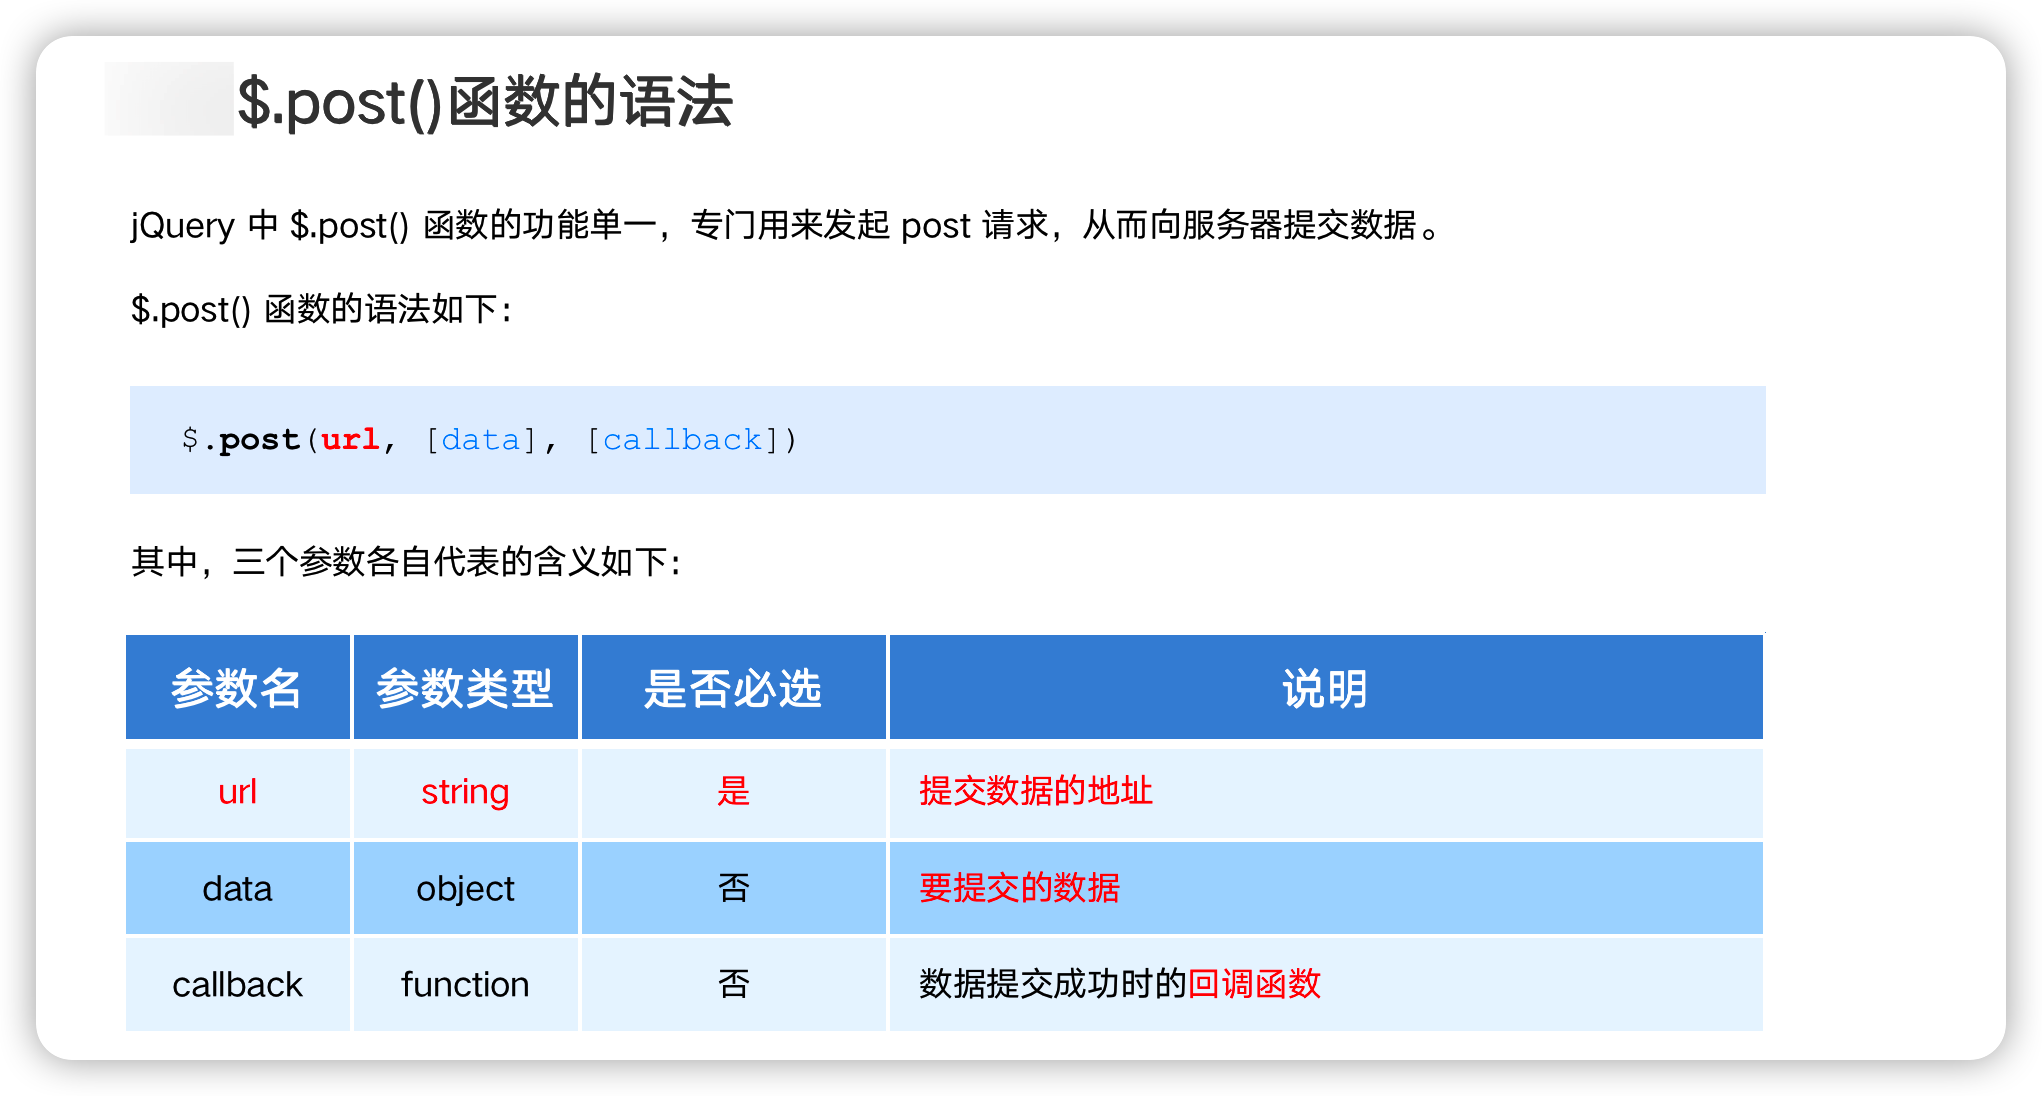 $.post()函数的语法
jQuery 中 $.post() 函数的功能单一，专门用来发起 post 请求，从而向服务器提交数据。
$.post() 函数的语法如下：
$.post(url, [data], [callback])
其中，三个参数各自代表的含义如下：
参数名 参数类型 是否必选 说明
url string 是 提交数据的地址
data object 否 要提交的数据
callback function 否 数据提交成功时的回调函数